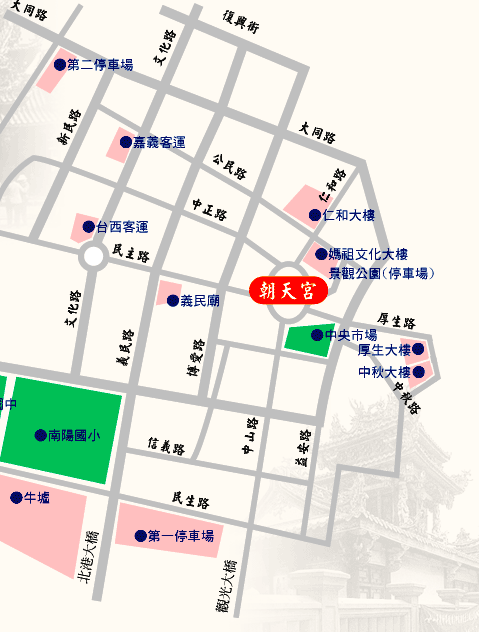 大同路
復興街
文化路
第二停車場
新民路
嘉義客運
大同路
公民路
仁和路
中正路
仁和大樓
台西客運
民主路
媽祖文化大樓
景觀公園(停車場)
朝天宮
文化路
義民廟
厚生路
中央市場
義民路
博愛路
厚生大樓
中秋大樓
中秋路
國中
南陽國小
信義路
中山路
益安路
牛墟
民生路
第一停車場
北港大橋
觀光大橋